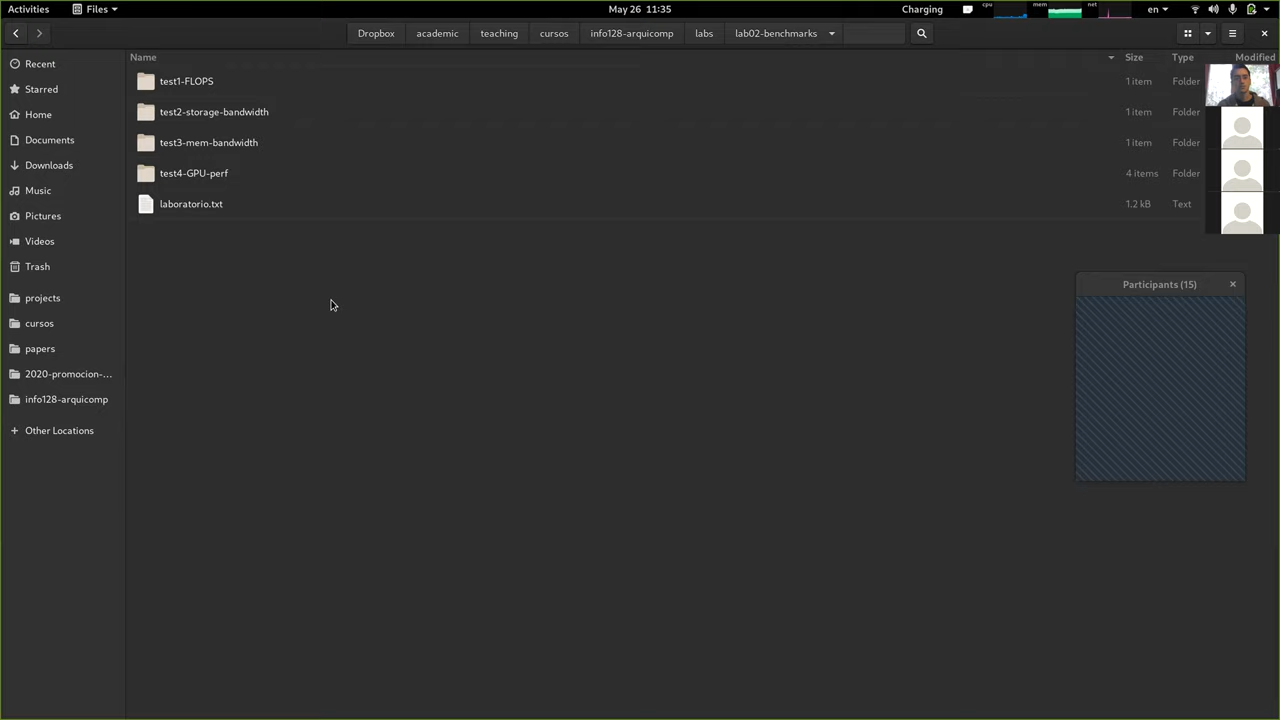 Activities Files May 26 11:35 Charging cpu mem net en
Dropbox academic teaching cursos info128-arquicomp labs lab02-benchmarks
Name Size Type Modified
Recent
Starred
Home
Documents
Downloads
Music
Pictures
Videos
Trash
projects
cursos
papers
2020-promocion-...
info128-arquicomp
+ Other Locations
test1-FLOPS 1 item Folder
test2-storage-bandwidth 1 item Folder
test3-mem-bandwidth 1 item Folder
test4-GPU-perf 4 items Folder
laboratorio.txt 1.2 kB Text
Participants (15)